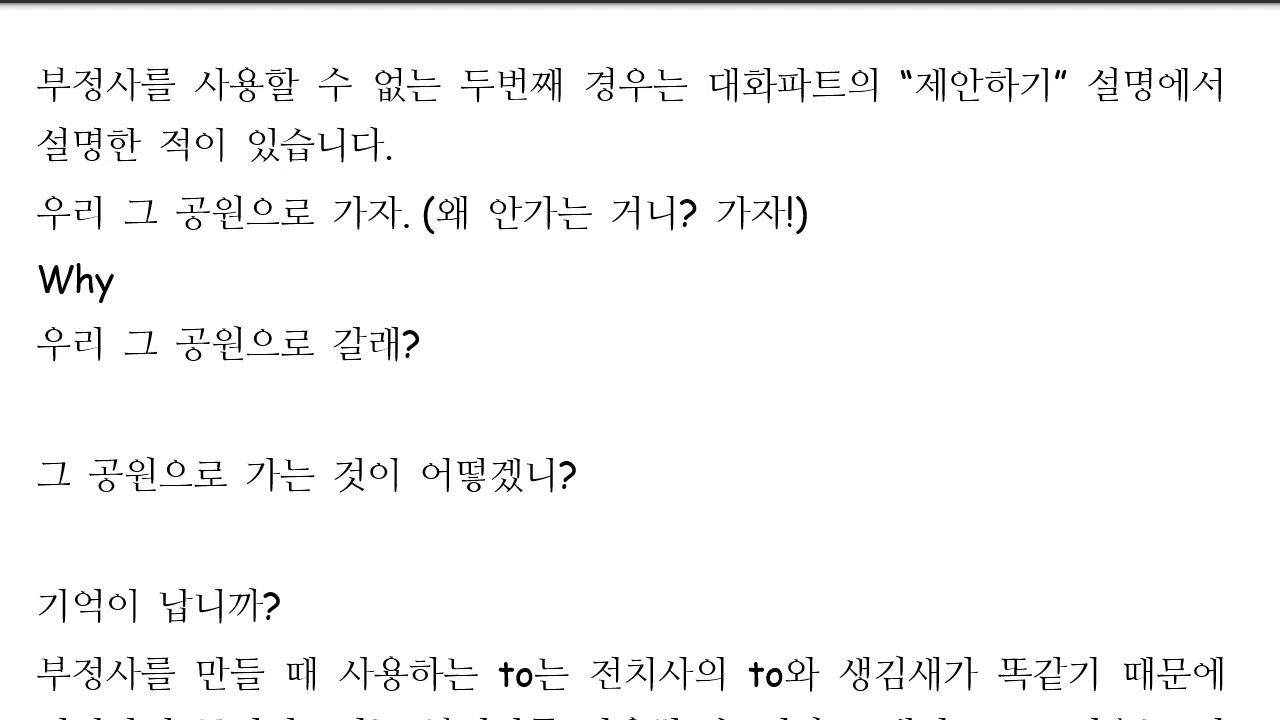 부정사를 사용할 수 없는 두번째 경우는 대화파트의 “제안하기” 설명에서
설명한 적이 있습니다.
우리 그 공원으로 가자. (왜 안가는 거니? 가자!)
Why
우리 그 공원으로 갈래?
그 공원으로 가는 것이 어떻겠니?
기억이 납니까?
부정사를 만들 때 사용하는 to는 전치사의 to와 생김새가 똑같기 때문에